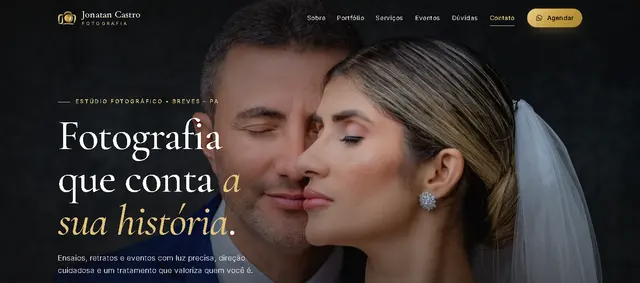 Jonatan Castro
FOTOGRAFIA
Sobre Portfólio Serviços Eventos Dúvidas Contato Agendar
ESTÚDIO FOTOGRÁFICO • BREVES - PA
Fotografia
que conta a
sua história.
Ensaios, retratos e eventos com luz precisa, direção
cuidadosa e um tratamento que valoriza quem você é.